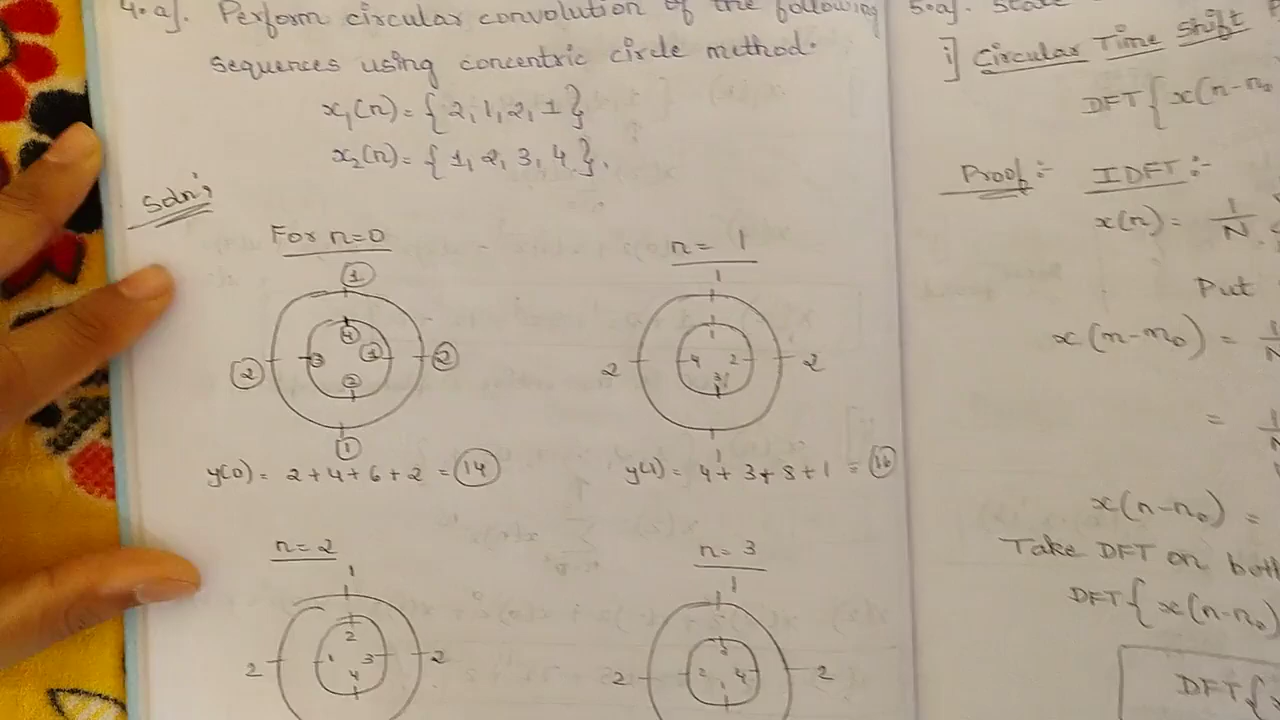 4.a]. Perform circular convolution of the following
sequences using concentric circle method.
x₁(n) = { 2, 1, 2, 1 }
x₂(n) = { 1, 2, 3, 4 }.
Soln:
For n=0
1
2 3 4 1 2
2
1
y(0) = 2+4+6+2 = 14
n = 1
1
2 4 1 2 2
3
1
y(1) = 4+3+8+1 = 16
n = 2
1
2
2 1 3 2
4
n = 3
1
3
2 2 4 2
1
5.a]. State
i] Circular Time Shift
DFT{ x(n-n₀
Proof:- IDFT:-
x(n) = 1/N
Put
x(n-n₀) =
=
x(n-n₀) =
Take DFT on both
DFT{ x(n-n₀)
DFT{